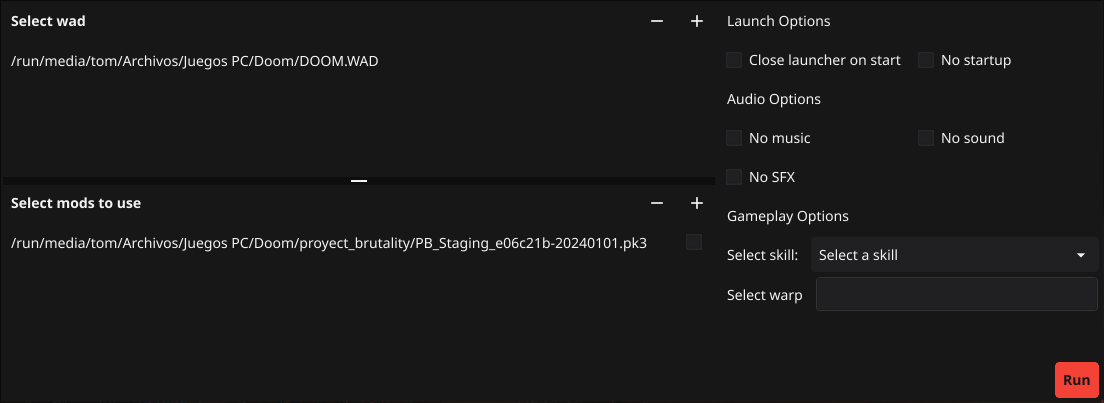 Select wad
/run/media/tom/Archivos/Juegos PC/Doom/DOOM.WAD
Select mods to use
/run/media/tom/Archivos/Juegos PC/Doom/proyect_brutality/PB_Staging_e06c21b-20240101.pk3
Launch Options
Close launcher on start
No startup
Audio Options
No music
No sound
No SFX
Gameplay Options
Select skill: Select a skill
Select warp
Run